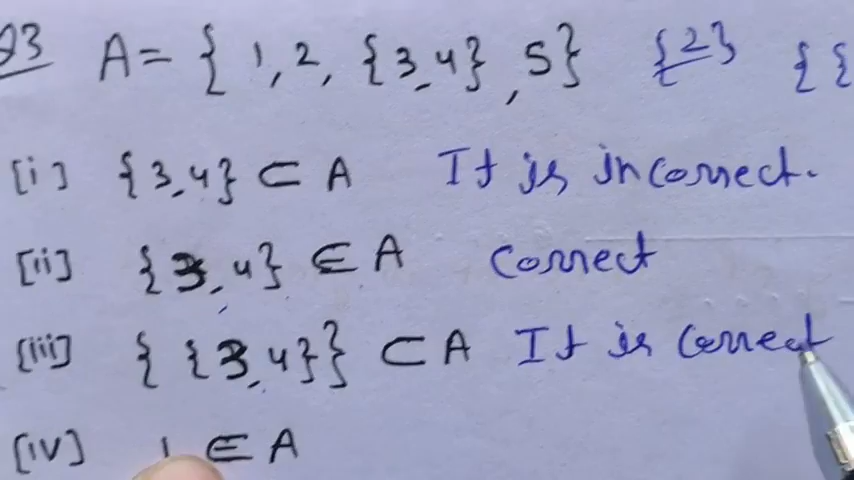 Q3 A = { 1, 2, {3, 4}, 5} {2} { {
[i] {3, 4} ⊂ A It is incorrect.
[ii] {3, 4} ∈ A correct
[iii] { {3, 4}} ⊂ A It is correct
[iv] 1 ∈ A